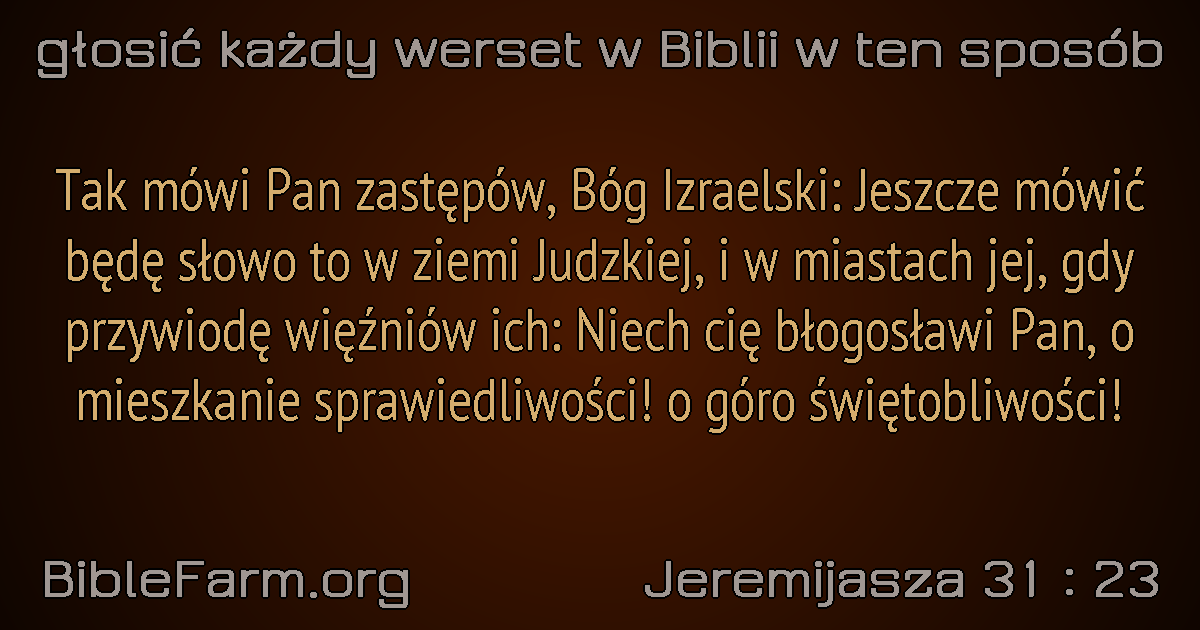 głosić każdy werset w Biblii w ten sposób
Tak mówi Pan zastępów, Bóg Izraelski: Jeszcze mówić
będę słowo to w ziemi Judzkiej, i w miastach jej, gdy
przywiodę więźniów ich: Niech cię błogosławi Pan, o
mieszkanie sprawiedliwości! o góro świętobliwości!
BibleFarm.org
Jeremijasza 31 : 23